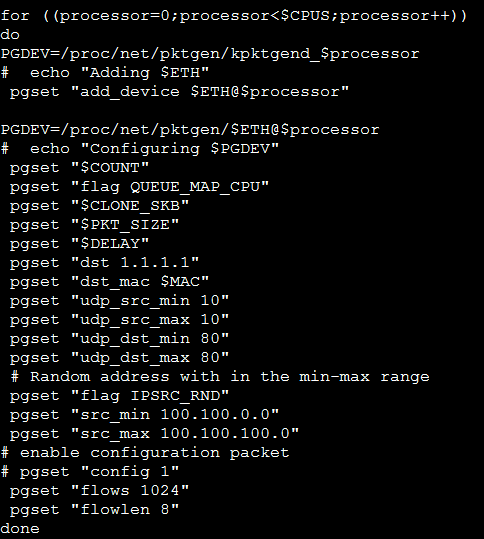 for ((processor=0;processor<$CPUS;processor++))
do
PGDEV=/proc/net/pktgen/kpktgend_$processor
#  echo "Adding $ETH"
 pgset "add_device $ETH@$processor"

PGDEV=/proc/net/pktgen/$ETH@$processor
#  echo "Configuring $PGDEV"
 pgset "$COUNT"
 pgset "flag QUEUE_MAP_CPU"
 pgset "$CLONE_SKB"
 pgset "$PKT_SIZE"
 pgset "$DELAY"
 pgset "dst 1.1.1.1"
 pgset "dst_mac $MAC"
 pgset "udp_src_min 10"
 pgset "udp_src_max 10"
 pgset "udp_dst_min 80"
 pgset "udp_dst_max 80"
 # Random address with in the min-max range
 pgset "flag IPSRC_RND"
 pgset "src_min 100.100.0.0"
 pgset "src_max 100.100.100.0"
# enable configuration packet
# pgset "config 1"
 pgset "flows 1024"
 pgset "flowlen 8"
done